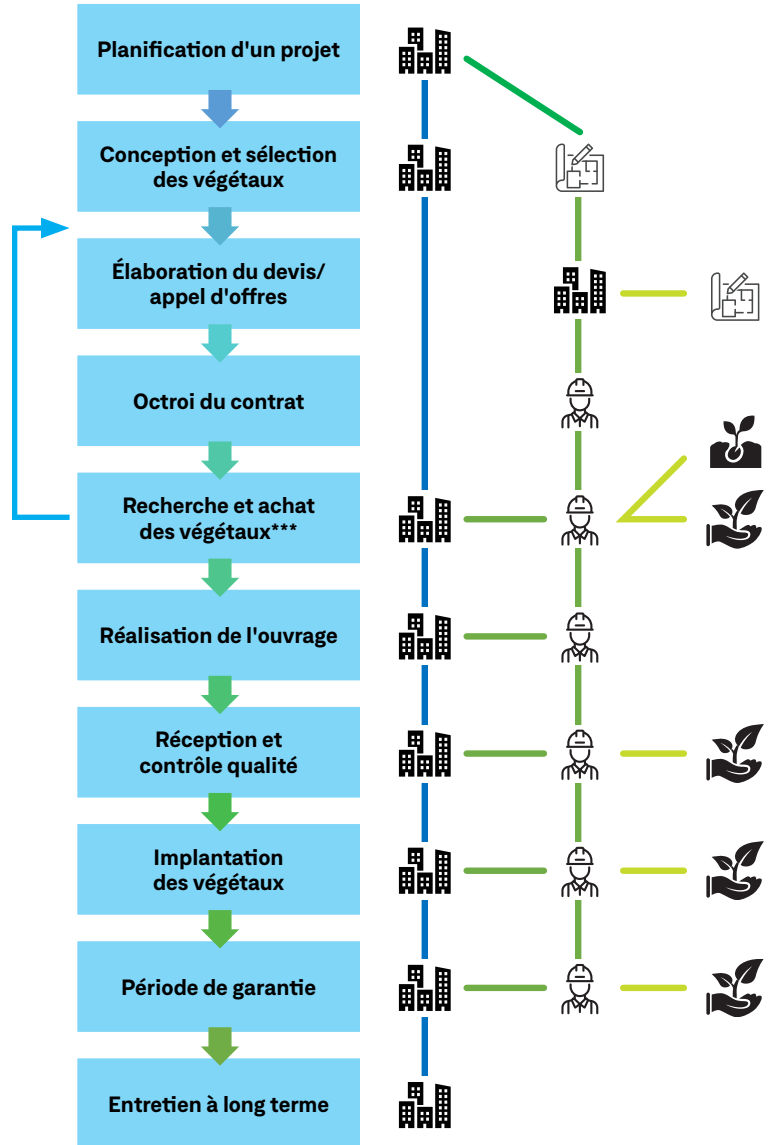 Planification d'un projet
Conception et sélection
des végétaux
Élaboration du devis/
appel d'offres
Octroi du contrat
Recherche et achat
des végétaux***
Réalisation de l'ouvrage
Réception et
contrôle qualité
Implantation
des végétaux
Période de garantie
Entretien à long terme